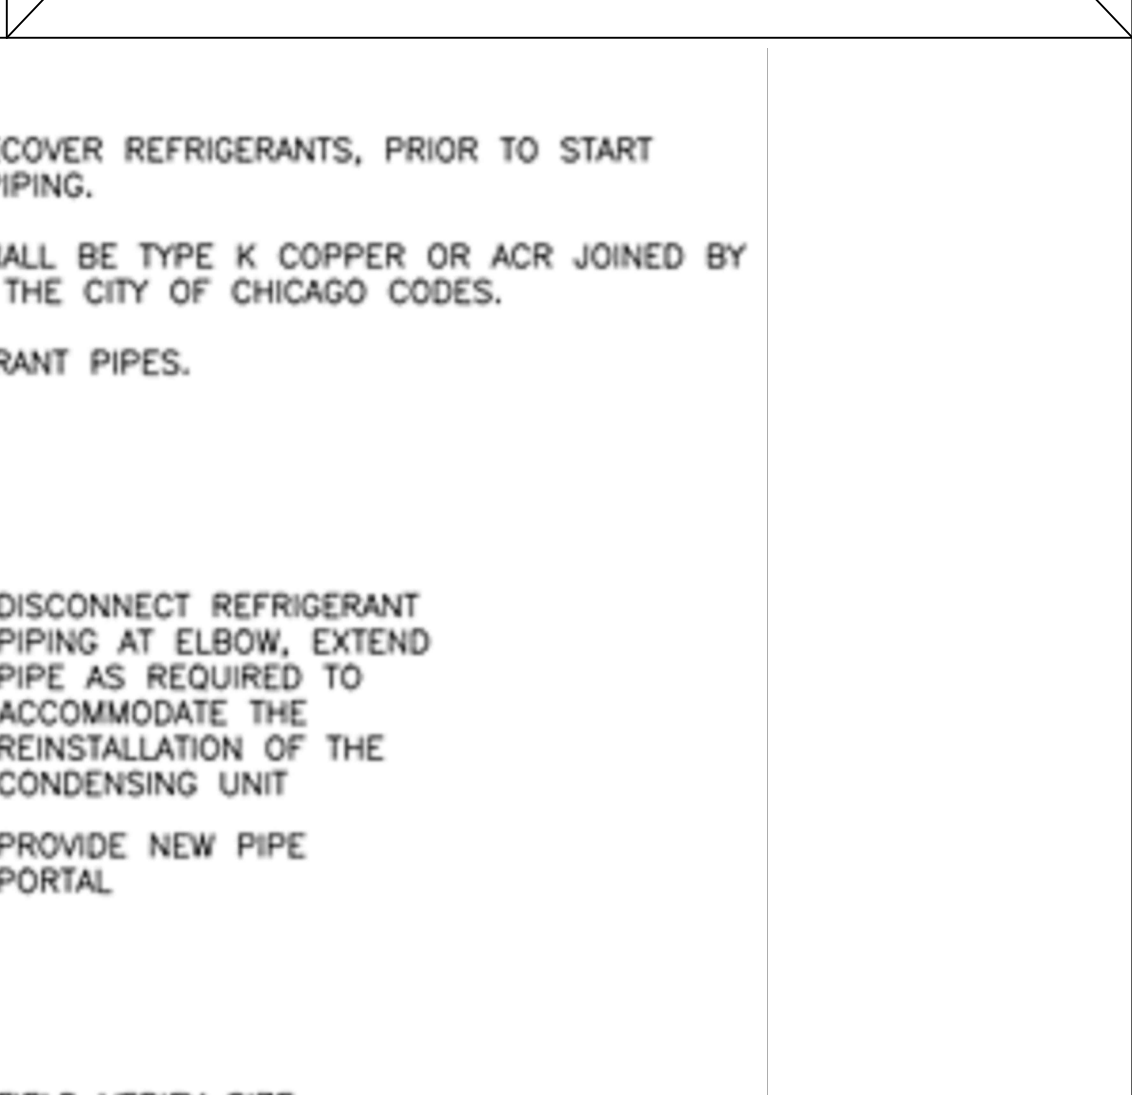 COVER REFRIGERANTS, PRIOR TO START
PIPING.
ALL BE TYPE K COPPER OR ACR JOINED BY
THE CITY OF CHICAGO CODES.
RANT PIPES.
DISCONNECT REFRIGERANT
PIPING AT ELBOW, EXTEND
PIPE AS REQUIRED TO
ACCOMMODATE THE
REINSTALLATION OF THE
CONDENSING UNIT
PROVIDE NEW PIPE
PORTAL